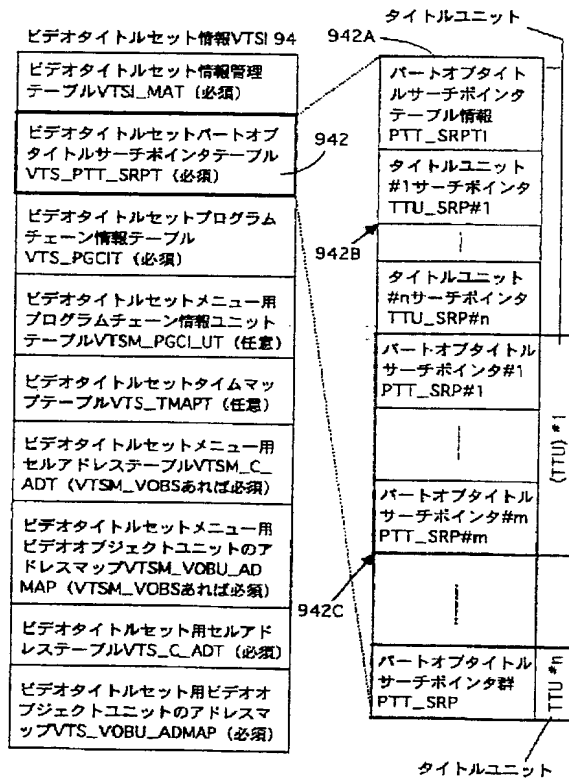 ビデオタイトルセット情報VTSI 94
ビデオタイトルセット情報管理
テーブルVTSI_MAT (必須)
ビデオタイトルセットパートオブ
タイトルサーチポインタテーブル
VTS_PTT_SRPT (必須)
ビデオタイトルセットプログラム
チェーン情報テーブル
VTS_PGCIT (必須)
ビデオタイトルセットメニュー用
プログラムチェーン情報ユニット
テーブルVTSM_PGCI_UT (任意)
ビデオタイトルセットタイムマッ
プテーブルVTS_TMAPT (任意)
ビデオタイトルセットメニュー用
セルアドレステーブルVTSM_C_
ADT (VTSM_VOBSあれば必須)
ビデオタイトルセットメニュー用
ビデオオブジェクトユニットのア
ドレスマップVTSM_VOBU_AD
MAP (VTSM_VOBSあれば必須)
ビデオタイトルセット用セルアド
レステーブルVTS_C_ADT (必須)
ビデオタイトルセット用ビデオオ
ブジェクトユニットのアドレスマ
ップVTS_VOBU_ADMAP (必須)
942
タイトルユニット
942A
パートオブタイト
ルサーチポインタ
テーブル情報
PTT_SRPTI
タイトルユニット
#1サーチポインタ
TTU_SRP#1
942B
タイトルユニット
#nサーチポインタ
TTU_SRP#n
パートオブタイトル
サーチポインタ#1
PTT_SRP#1
(TTU) #1
パートオブタイトル
サーチポインタ#m
PTT_SRP#m
942C
パートオブタイトル
サーチポインタ群
PTT_SRP
TTU #n
タイトルユニット